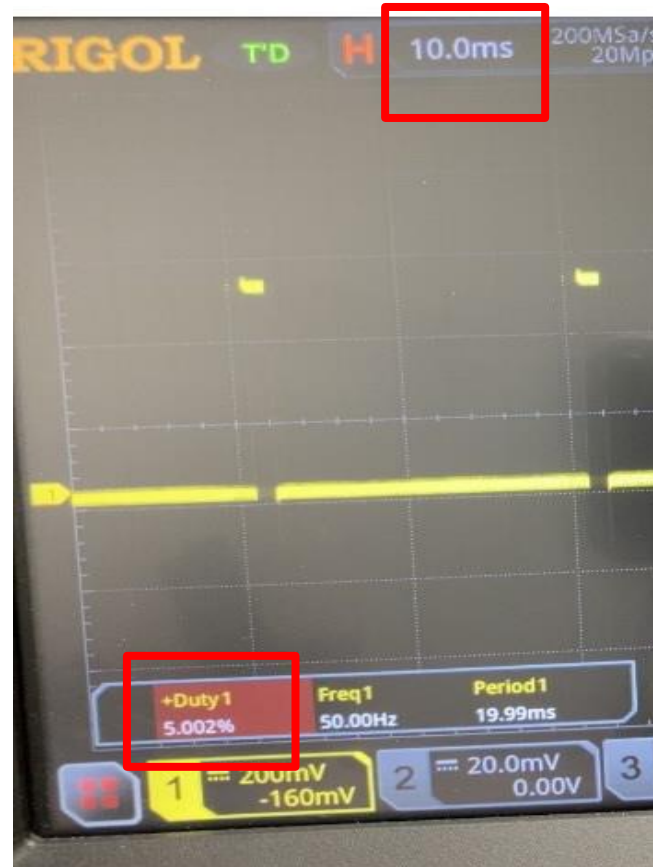 RIGOL T'D H 10.0ms 200MSa/s
20Mp
1
+Duty1 Freq1 Period1
5.002% 50.00Hz 19.99ms
1 200mV 2 20.0mV 3
-160mV 0.00V